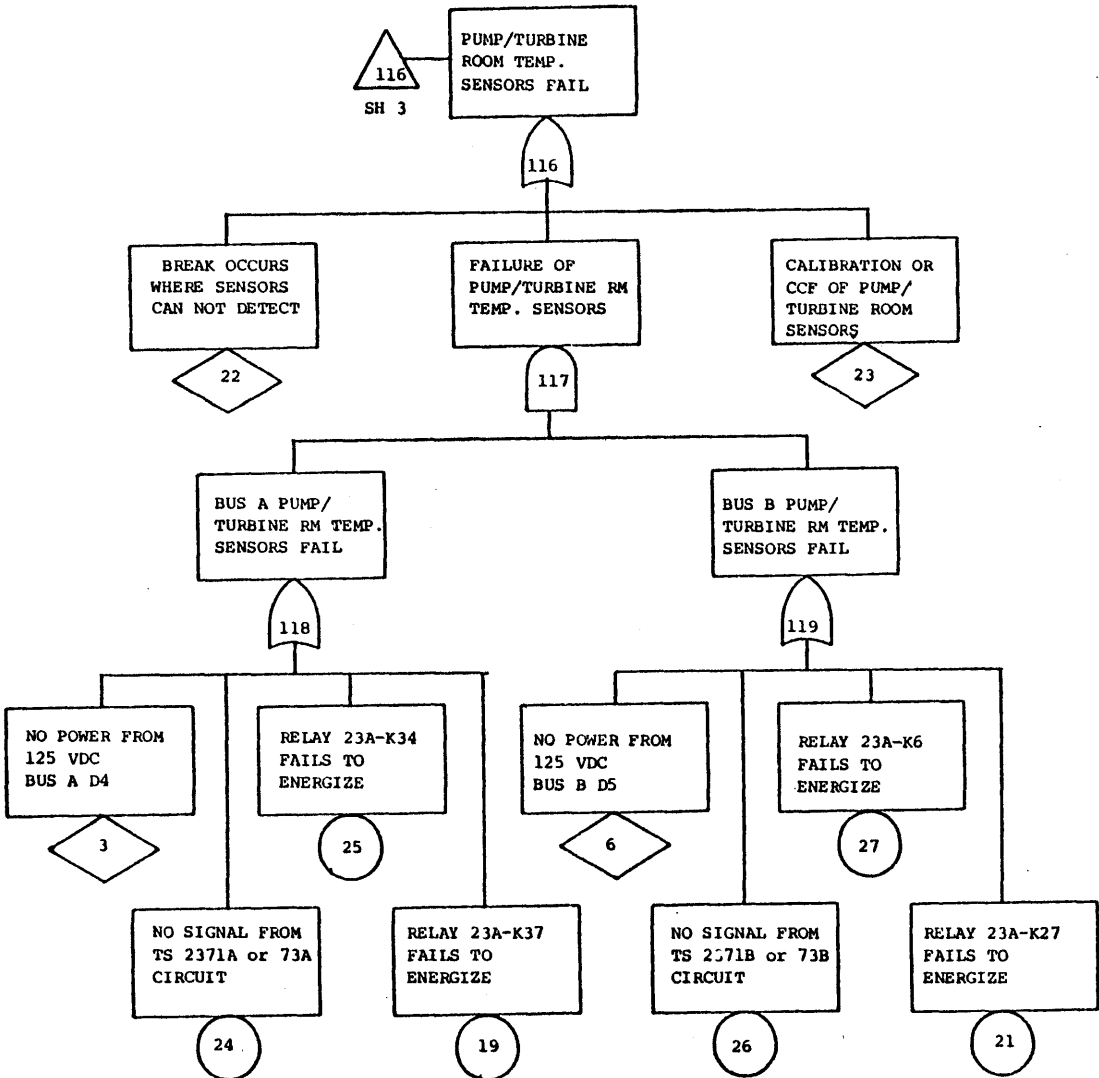 PUMP/TURBINE
ROOM TEMP.
SENSORS FAIL
116
SH 3
116
BREAK OCCURS
WHERE SENSORS
CAN NOT DETECT
22
FAILURE OF
PUMP/TURBINE RM
TEMP. SENSORS
117
CALIBRATION OR
CCF OF PUMP/
TURBINE ROOM
SENSORS
23
BUS A PUMP/
TURBINE RM TEMP.
SENSORS FAIL
118
BUS B PUMP/
TURBINE RM TEMP.
SENSORS FAIL
119
NO POWER FROM
125 VDC
BUS A D4
3
RELAY 23A-K34
FAILS TO
ENERGIZE
25
NO POWER FROM
125 VDC
BUS B D5
6
RELAY 23A-K6
FAILS TO
ENERGIZE
27
NO SIGNAL FROM
TS 2371A or 73A
CIRCUIT
24
RELAY 23A-K37
FAILS TO
ENERGIZE
19
NO SIGNAL FROM
TS 2371B or 73B
CIRCUIT
26
RELAY 23A-K27
FAILS TO
ENERGIZE
21